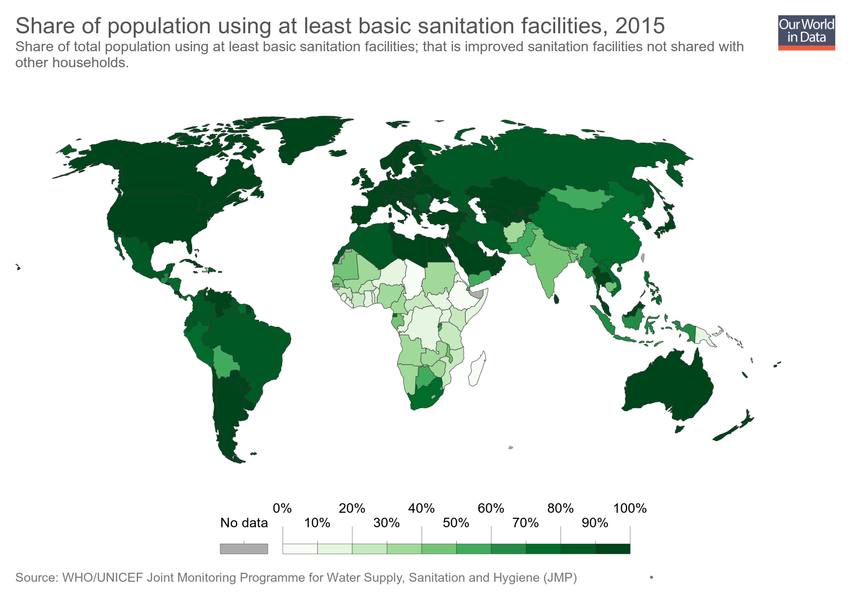 Share of population using at least basic sanitation facilities, 2015
Share of total population using at least basic sanitation facilities; that is improved sanitation facilities not shared with
other households.
Our World
in Data
0% 20% 40% 60% 80% 100%
No data 10% 30% 50% 70% 90%
Source: WHO/UNICEF Joint Monitoring Programme for Water Supply, Sanitation and Hygiene (JMP) •